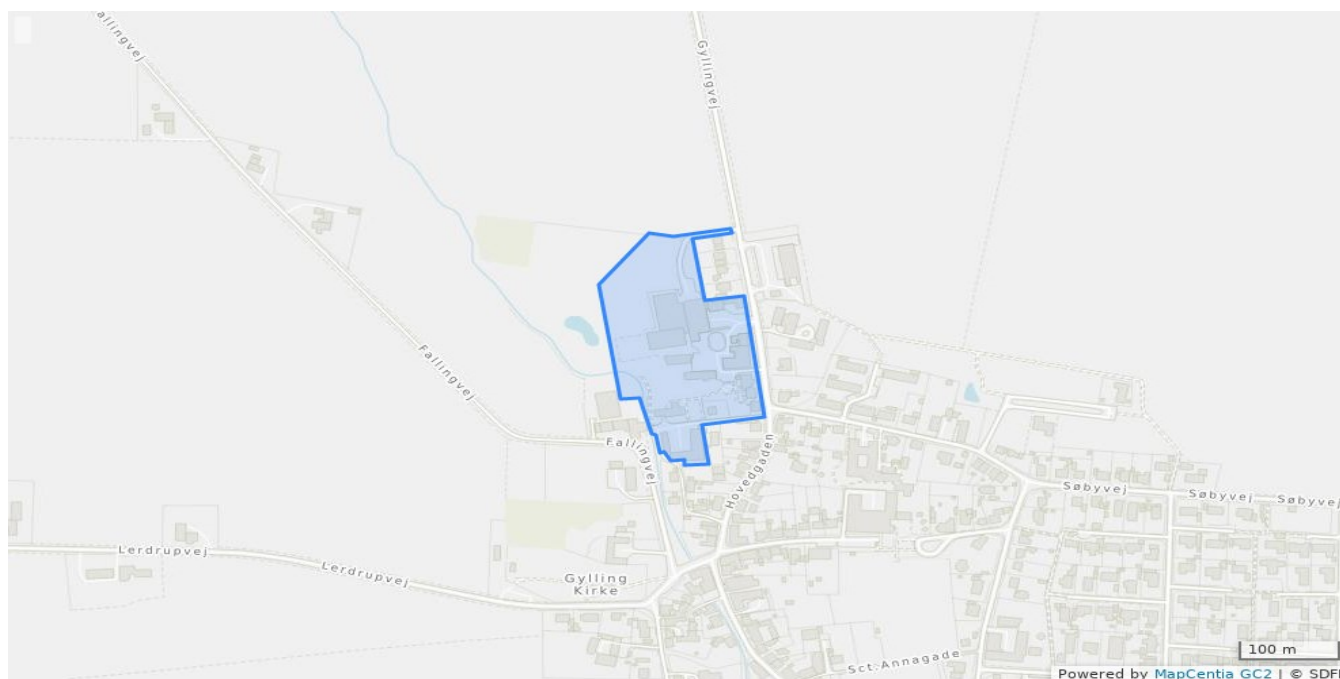 Fallingvej
Gyllingvej
Fallingvej
Fallingvej
Hovedgaden
Søbyvej
Søbyvej
Søbyvej
Lerdrupvej
Lerdrupvej
Gylling
Kirke
Sct.Annagade
100 m
Powered by MapCentia GC2 | © SDF